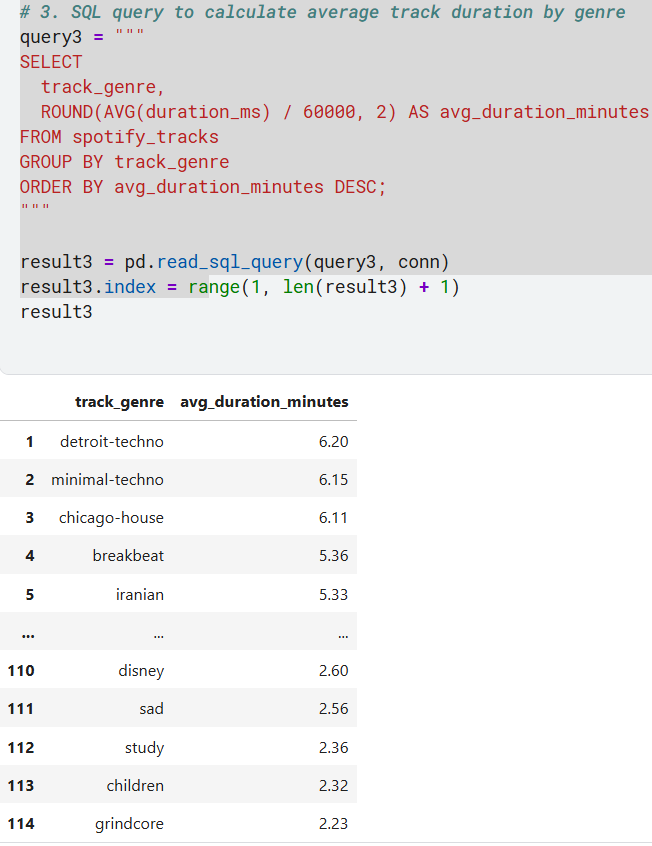 # 3. SQL query to calculate average track duration by genre
query3 = """
SELECT
  track_genre,
  ROUND(AVG(duration_ms) / 60000, 2) AS avg_duration_minutes
FROM spotify_tracks
GROUP BY track_genre
ORDER BY avg_duration_minutes DESC;
"""
result3 = pd.read_sql_query(query3, conn)
result3.index = range(1, len(result3) + 1)
result3
track_genre avg_duration_minutes
1 detroit-techno 6.20
2 minimal-techno 6.15
3 chicago-house 6.11
4 breakbeat 5.36
5 iranian 5.33
... ... ...
110 disney 2.60
111 sad 2.56
112 study 2.36
113 children 2.32
114 grindcore 2.23